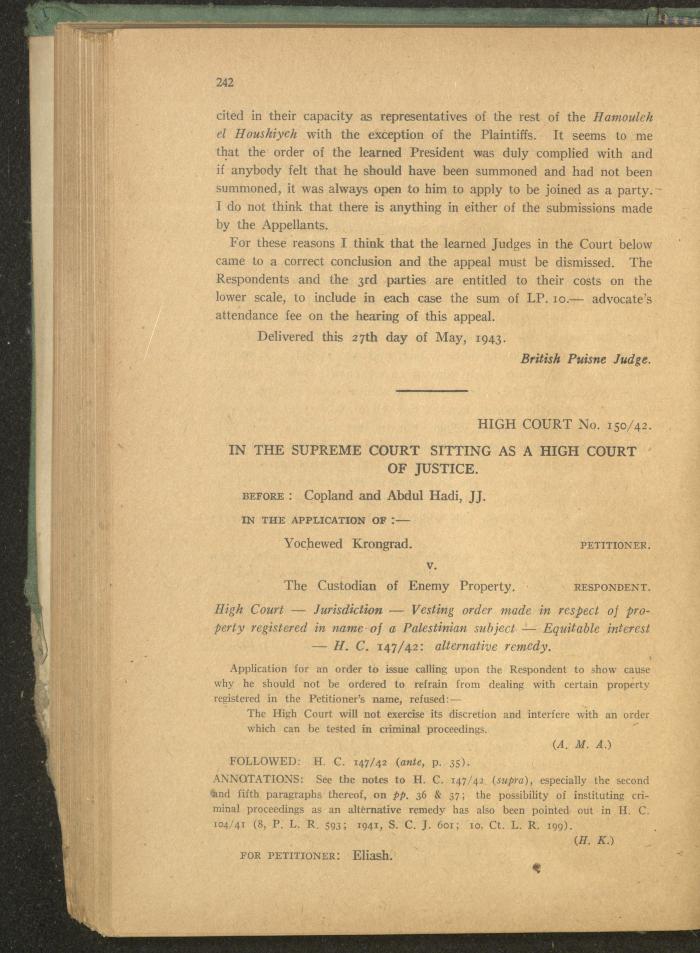 242
cited in their capacity as representatives of the rest of the Hamouleh
el Houshiyeh with the exception of the Plaintiffs. It seems to me
that the order of the learned President was duly complied with and
if anybody felt that he should have been summoned and had not been
summoned, it was always open to him to apply to be joined as a party.
I do not think that there is anything in either of the submissions made
by the Appellants.
For these reasons I think that the learned Judges in the Court below
came to a correct conclusion and the appeal must be dismissed. The
Respondents and the 3rd parties are entitled to their costs on the
lower scale, to include in each case the sum of LP. 10.— advocate's
attendance fee on the hearing of this appeal.
Delivered this 27th day of May, 1943.
British Puisne Judge.
HIGH COURT No. 150/42.
IN THE SUPREME COURT SITTING AS A HIGH COURT
OF JUSTICE.
BEFORE: Copland and Abdul Hadi, JJ.
IN THE APPLICATION OF :—
Yochewed Krongrad. PETITIONER.
v.
The Custodian of Enemy Property. RESPONDENT.
High Court — Jurisdiction — Vesting order made in respect of pro-
perty registered in name of a Palestinian subject — Equitable interest
— H. C. 147/42: alternative remedy.
Application for an order to issue calling upon the Respondent to show cause
why he should not be ordered to refrain from dealing with certain property
registered in the Petitioner's name, refused:—
The High Court will not exercise its discretion and interfere with an order
which can be tested in criminal proceedings.
(A. M. A.)
FOLLOWED: H. C. 147/42 (ante, p. 35).
ANNOTATIONS: See the notes to H. C. 147/42 (supra), especially the second
and fifth paragraphs thereof, on pp. 36 & 37; the possibility of instituting cri-
minal proceedings as an alternative remedy has also been pointed out in H. C.
104/41 (8, P. L. R. 593; 1941, S. C. J. 601; 10, Ct. L. R. 199).
(H. K.)
FOR PETITIONER: Eliash.